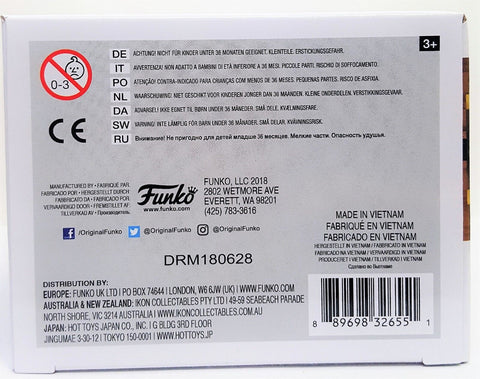 3+
0-3
DE ACHTUNG! NICHT FÜR KINDER UNTER 36 MONATEN GEEIGNET. KLEINTEILE. ERSTICKUNGSGEFAHR.
IT AVVERTENZA! NON ADATTO A BAMBINI DI ETÀ INFERIORE A 36 MESI. PICCOLE PARTI. RISCHIO DI SOFFOCAMENTO.
PO ATENÇÃO! CONTRA-INDICADO PARA CRIANÇAS COM MENOS DE 36 MESES. PEQUENAS PARTES. RISCO DE ASFIGA.
NL WAARSCHUWING! NIET GESCHIKT VOOR KINDEREN JONGER DAN 36 MAANDEN. KLEINE ONDERDELEN. VERSTIKKINGSGEVAAR.
DA ADVARSEL! IKKE EGNET TIL BØRN UNDER 36 MÅNEDER. SMÅ DELE. KVÆLNINGSFARE.
SW VARNING! INTE LÄMPLIG FÖR BARN UNDER 36 MÅNADER. SMÅ DELAR. KVÄVNINGSRISK.
RU Внимание! Не пригодно для детей младше 36 месяцев. Мелкие части. Опасность удушья.
CE
MANUFACTURED BY • FABRIQUÉ PAR
FABRICADO POR • HERGESTELLT DURCH
FABBRICATO DA • FABRICADO POR
VERVAARDIGD DOOR • FREMSTILLET AF
TILLVERKAD AV • Производитель
Funko
www.funko.com
FUNKO, LLC 2018
2802 WETMORE AVE
EVERETT, WA 98201
(425) 783-3616
/OriginalFunko @OriginalFunko @OriginalFunko
MADE IN VIETNAM
FABRIQUÉ EN VIETNAM
FABRICADO EN VIETNAM
HERGESTELLT IN VIETNAM | FABBRICATO IN VIETNAM
FABRICADO NO VIETNAM | VERVAARDIGD IN VIETNAM
PRODUCERET I VIETNAM | TILLVERKAD I VIETNAM
Сделано во Вьетнаме
DRM180628
DISTRIBUTION BY:
EUROPE: FUNKO UK LTD | PO BOX 74644 | LONDON, W6 6JW (UK) | WWW.FUNKO.COM
AUSTRALIA & NEW ZEALAND: IKON COLLECTABLES PTY LTD | 49-59 SEABEACH PARADE
NORTH SHORE, VIC 3214 AUSTRALIA | WWW.IKONCOLLECTABLES.COM.AU
JAPAN: HOT TOYS JAPAN CO., INC. | G BLDG 3RD FLOOR
JINGUMAE 3-30-12 | TOKYO 150-0001 | WWW.HOTTOYS.JP
8 89698 32655 1